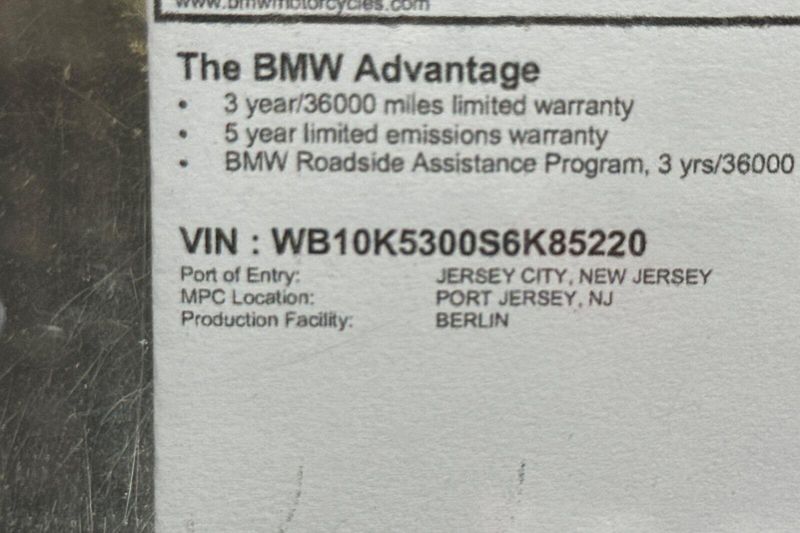 www.bmwmotorcycles.com
The BMW Advantage
• 3 year/36000 miles limited warranty
• 5 year limited emissions warranty
• BMW Roadside Assistance Program, 3 yrs/36000
VIN : WB10K5300S6K85220
Port of Entry: JERSEY CITY, NEW JERSEY
MPC Location: PORT JERSEY, NJ
Production Facility: BERLIN